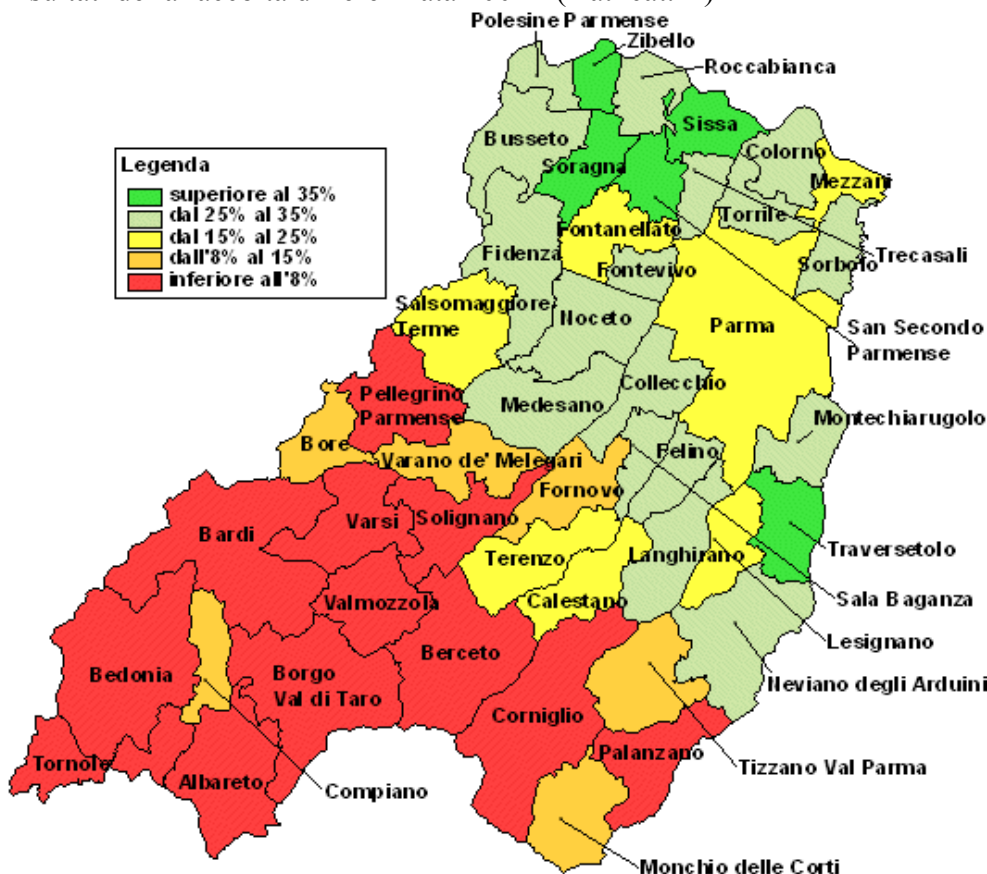 Polesine Parmense
Zibello
Roccabianca
Busseto
Sissa
Soragna
Colorno
Mezzani
Legenda
superiore al 35%
dal 25% al 35%
dal 15% al 25%
dall'8% al 15%
inferiore all'8%
Torrile
Fontanellato
Trecasali
Fidenza
Fontevivo
Sorbolo
Salsomaggiore
Terme
Noceto
Parma
San Secondo
Parmense
Pellegrino
Parmense
Medesano
Collecchio
Montechiarugolo
Bore
Varano de' Melegari
Felino
Fornovo
Bardi
Varsi
Solignano
Terenzo
Langhirano
Traversetolo
Valmozzola
Calestano
Sala Baganza
Lesignano
Bedonia
Borgo
Val di Taro
Berceto
Neviano degli Arduini
Corniglio
Palanzano
Tornolo
Albareto
Compiano
Tizzano Val Parma
Monchio delle Corti